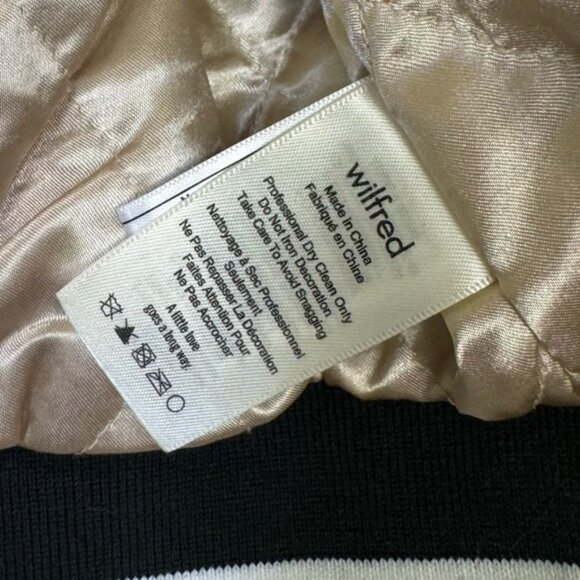 wilfred
Made in China
Fabriqué en Chine
Professional Dry Clean Only
Do Not Iron Decoration
Take Care To Avoid Snagging
Nettoyage à Sec Professionnel
Seulement
Ne Pas Repasser La Décoration
Faites Attention Pour
Ne Pas Accrocher
A little love
goes a long way